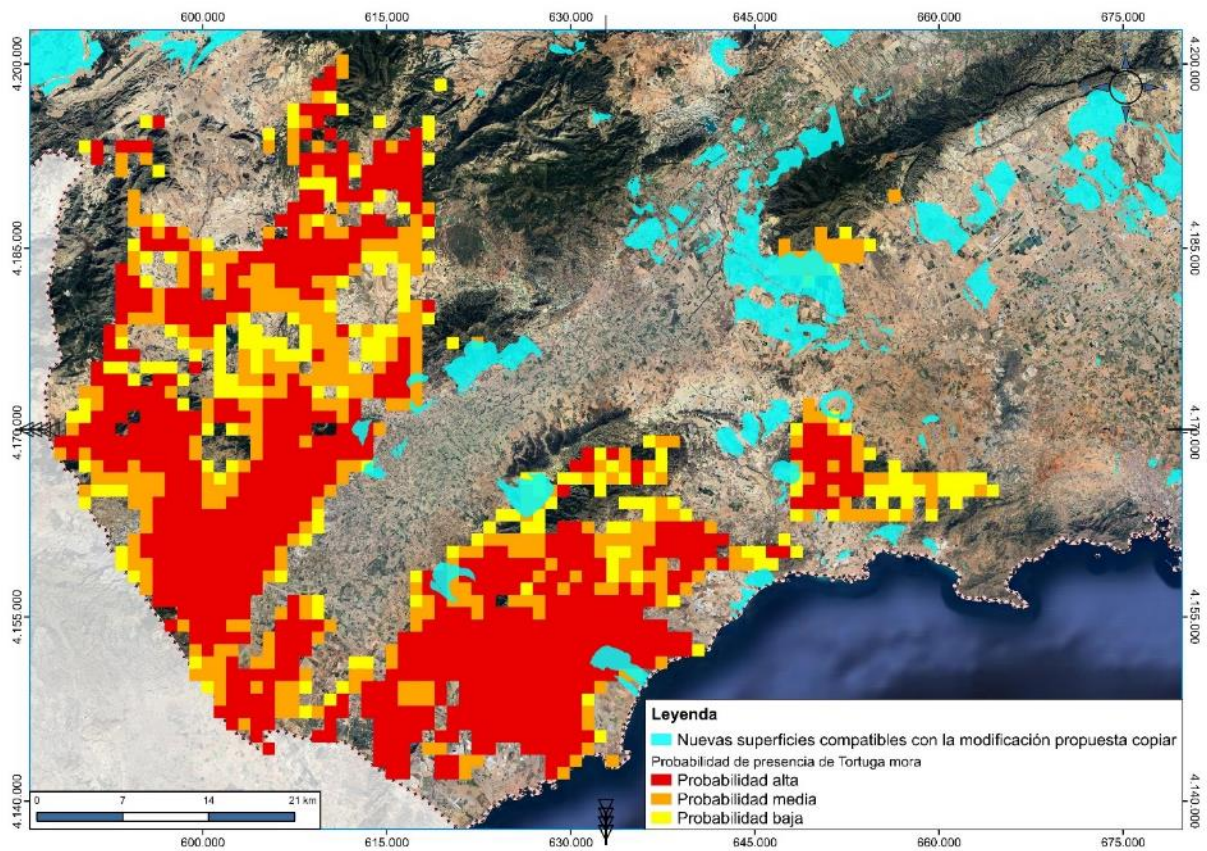 600.000 615.000 630.000 645.000 660.000 675.000
4.200.000 4.200.000
4.185.000 4.185.000
4.170.000 4.170.000
4.155.000 4.155.000
4.140.000 4.140.000
Leyenda
Nuevas superficies compatibles con la modificación propuesta copiar
Probabilidad de presencia de Tortuga mora
Probabilidad alta
Probabilidad media
Probabilidad baja
0 7 14 21 km
600.000 615.000 630.000 645.000 660.000 675.000